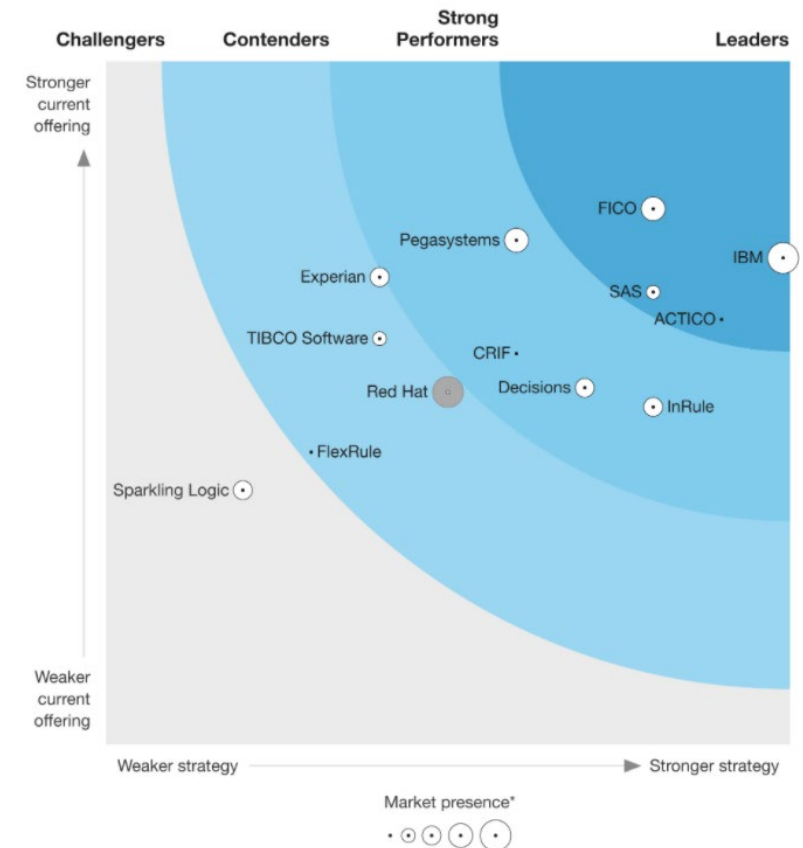 Strong
Challengers Contenders Performers Leaders
Stronger
current
offering
FICO
Pegasystems
IBM
Experian
SAS
ACTICO
TIBCO Software
CRIF
Red Hat
Decisions
InRule
FlexRule
Sparkling Logic
Weaker
current
offering
Weaker strategy
Stronger strategy
Market presence*